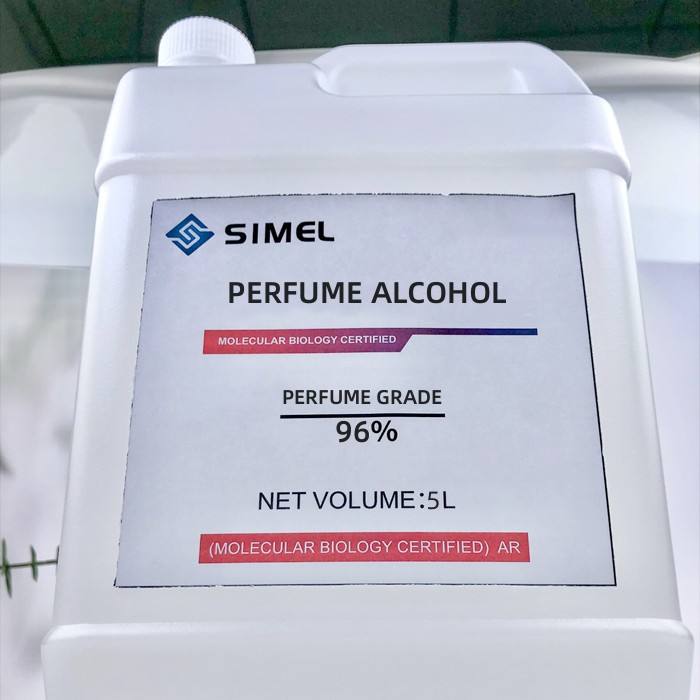 SIMEL
PERFUME ALCOHOL
MOLECULAR BIOLOGY CERTIFIED
PERFUME GRADE
96%
NET VOLUME:5L
(MOLECULAR BIOLOGY CERTIFIED) AR